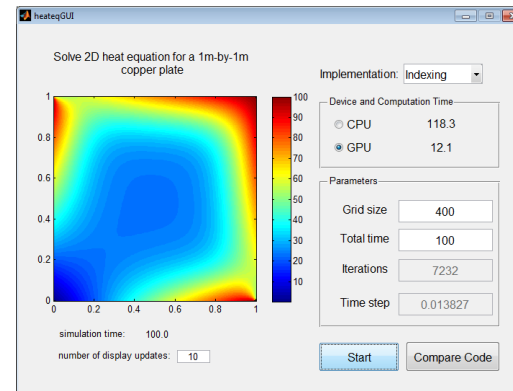 heateqGUI
Solve 2D heat equation for a 1m-by-1m
copper plate
1
0.8
0.6
0.4
0.2
0
0 0.2 0.4 0.6 0.8 1
100
90
80
70
60
50
40
30
20
10
0
simulation time: 100.0
number of display updates: 10
Implementation: Indexing
Device and Computation Time
CPU 118.3
GPU 12.1
Parameters
Grid size 400
Total time 100
Iterations 7232
Time step 0.013827
Start Compare Code